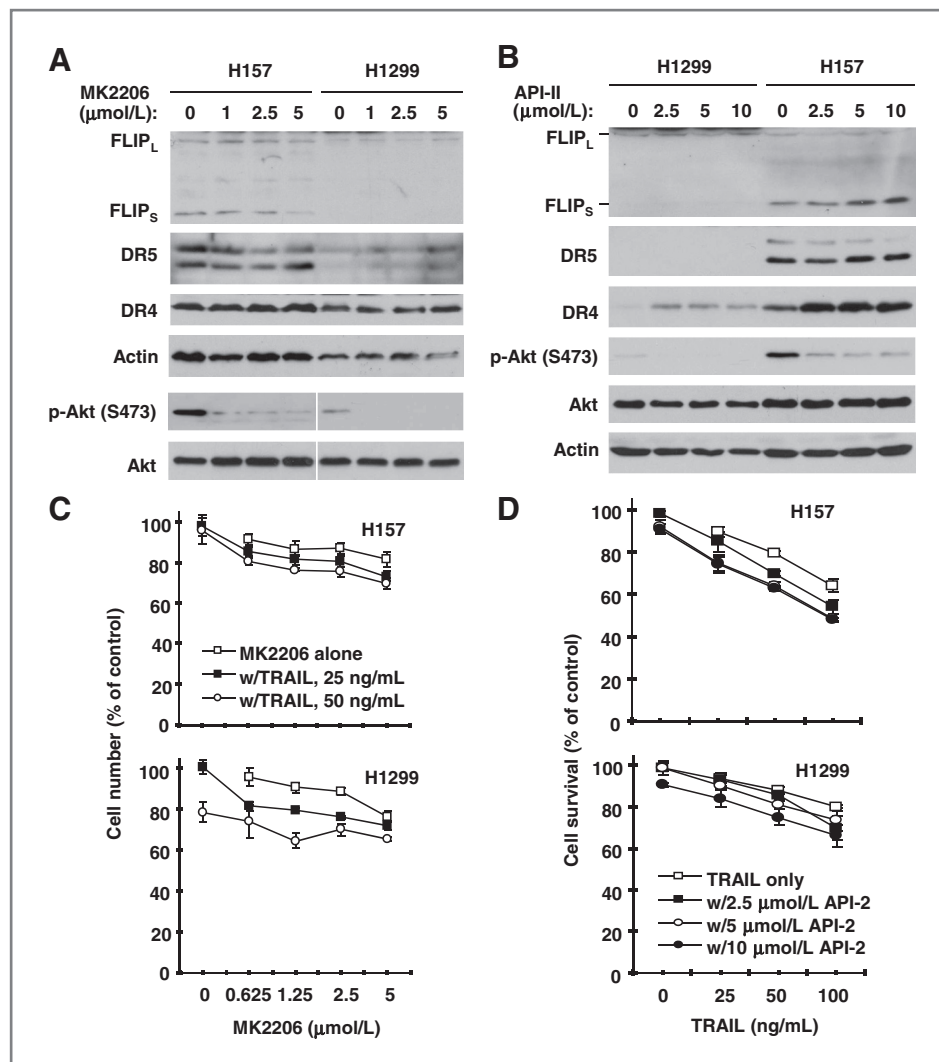 A
H157 H1299
MK2206
(μmol/L): 0 1 2.5 5 0 1 2.5 5
FLIPL
FLIPS
DR5
DR4
Actin
p-Akt (S473)
Akt
B
H1299 H157
API-II
(μmol/L): 0 2.5 5 10 0 2.5 5 10
FLIPL
FLIPS
DR5
DR4
p-Akt (S473)
Akt
Actin
C
Cell number (% of control)
H157
100
80
60
40
20
0
MK2206 alone
w/TRAIL, 25 ng/mL
w/TRAIL, 50 ng/mL
H1299
100
80
60
40
20
0
0 0.625 1.25 2.5 5
MK2206 (μmol/L)
D
Cell survival (% of control)
H157
100
80
60
40
20
0
H1299
100
80
60
40
20
0
TRAIL only
w/2.5 μmol/L API-2
w/5 μmol/L API-2
w/10 μmol/L API-2
0 25 50 100
TRAIL (ng/mL)